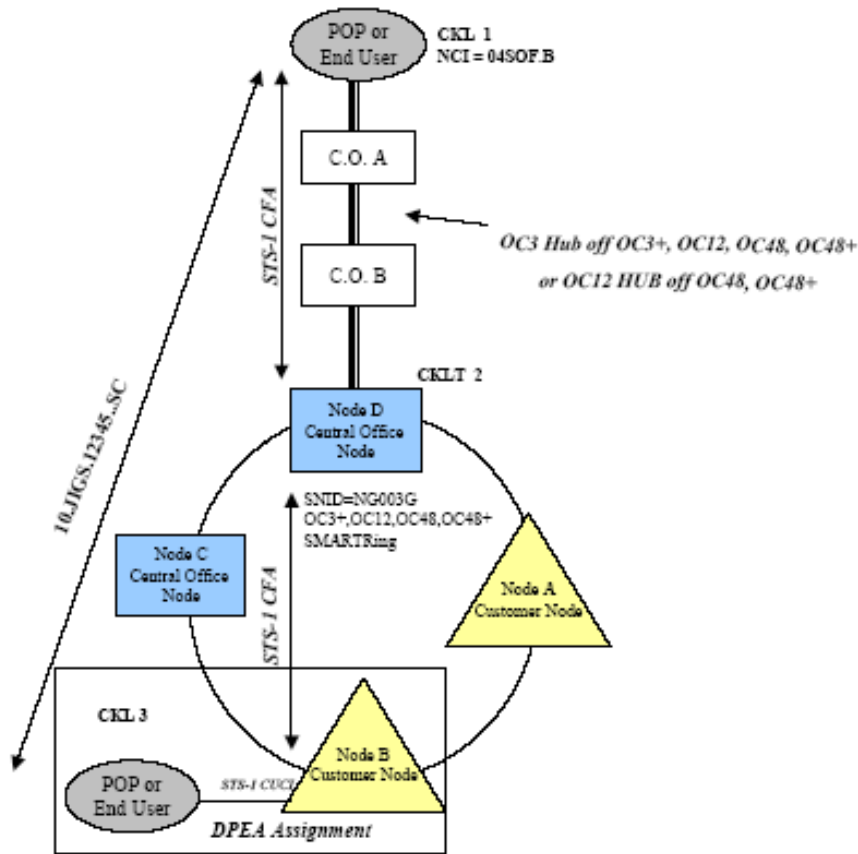 POP or
End User
CKL 1
NCI = 04SOF.B
C.O. A
STS-1 CFA
OC3 Hub off OC3+, OC12, OC48, OC48+
or OC12 HUB off OC48, OC48+
C.O. B
CKLT 2
10.JIGS.12345..SC
Node D
Central Office
Node
SNID=NG003G
OC3+,OC12,OC48,OC48+
SMARTRing
Node C
Central Office
Node
STS-1 CFA
Node A
Customer Node
CKL 3
Node B
Customer Node
POP or
End User
STS-1 CUCL
DPEA Assignment